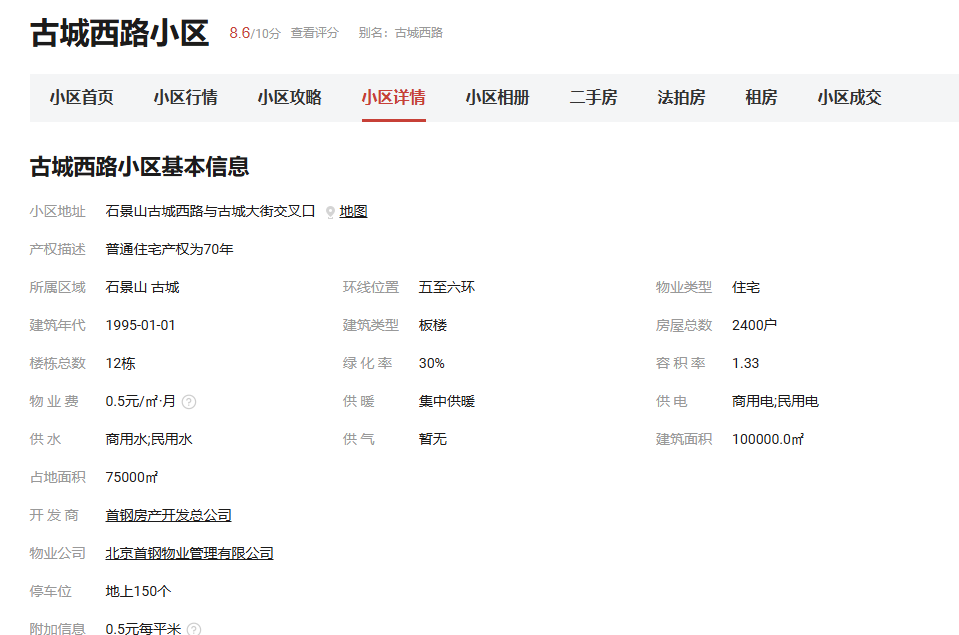 古城西路小区 8.6/10分 查看评分 别名：古城西路
小区首页 小区行情 小区攻略 小区详情 小区相册 二手房 法拍房 租房 小区成交
古城西路小区基本信息
小区地址 石景山古城西路与古城大街交叉口 地图
产权描述 普通住宅产权为70年
所属区域 石景山 古城 环线位置 五至六环 物业类型 住宅
建筑年代 1995-01-01 建筑类型 板楼 房屋总数 2400户
楼栋总数 12栋 绿 化 率 30% 容 积 率 1.33
物 业 费 0.5元/㎡·月 ? 供 暖 集中供暖 供 电 商用电;民用电
供 水 商用水;民用水 供 气 暂无 建筑面积 100000.0㎡
占地面积 75000㎡
开 发 商 首钢房产开发总公司
物业公司 北京首钢物业管理有限公司
停车位 地上150个
附加信息 0.5元每平米 ?